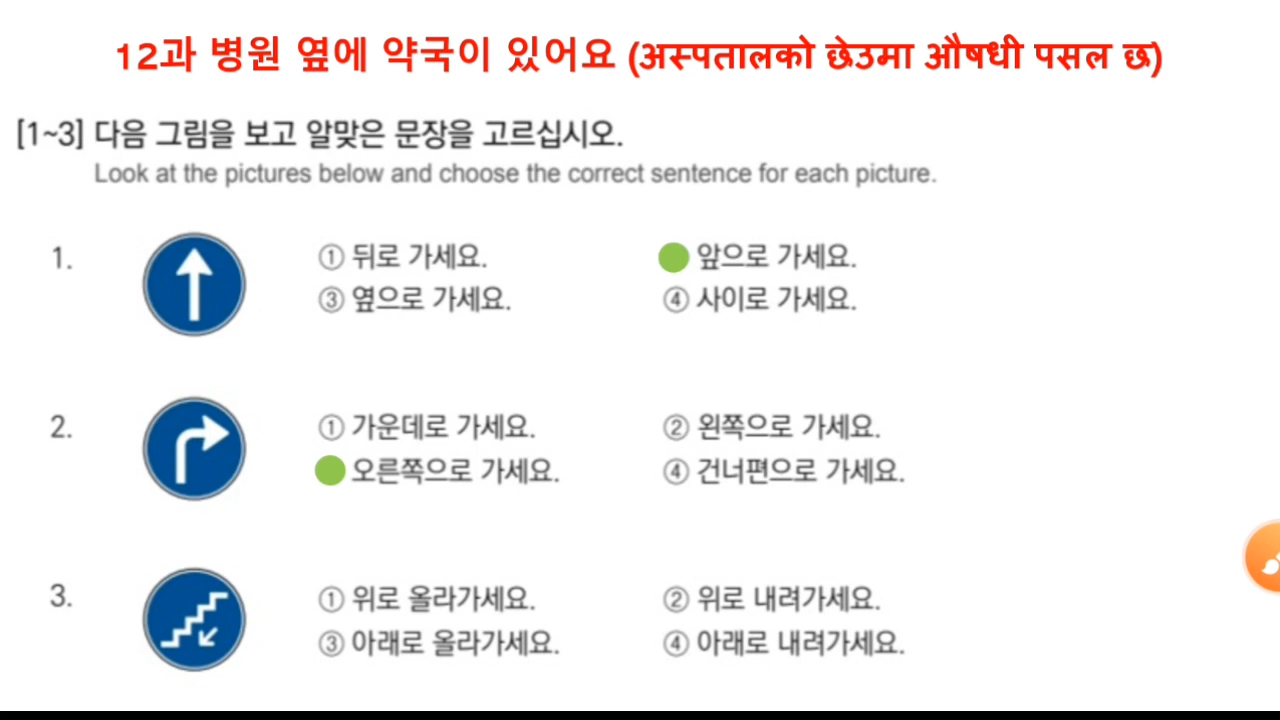 12과 병원 옆에 약국이 있어요 (अस्पतालको छेउमा औषधी पसल छ)
[1~3] 다음 그림을 보고 알맞은 문장을 고르십시오.
Look at the pictures below and choose the correct sentence for each picture.
1.
① 뒤로 가세요. 앞으로 가세요.
③ 옆으로 가세요. ④ 사이로 가세요.
2.
① 가운데로 가세요. ② 왼쪽으로 가세요.
오른쪽으로 가세요. ④ 건너편으로 가세요.
3.
① 위로 올라가세요. ② 위로 내려가세요.
③ 아래로 올라가세요. ④ 아래로 내려가세요.